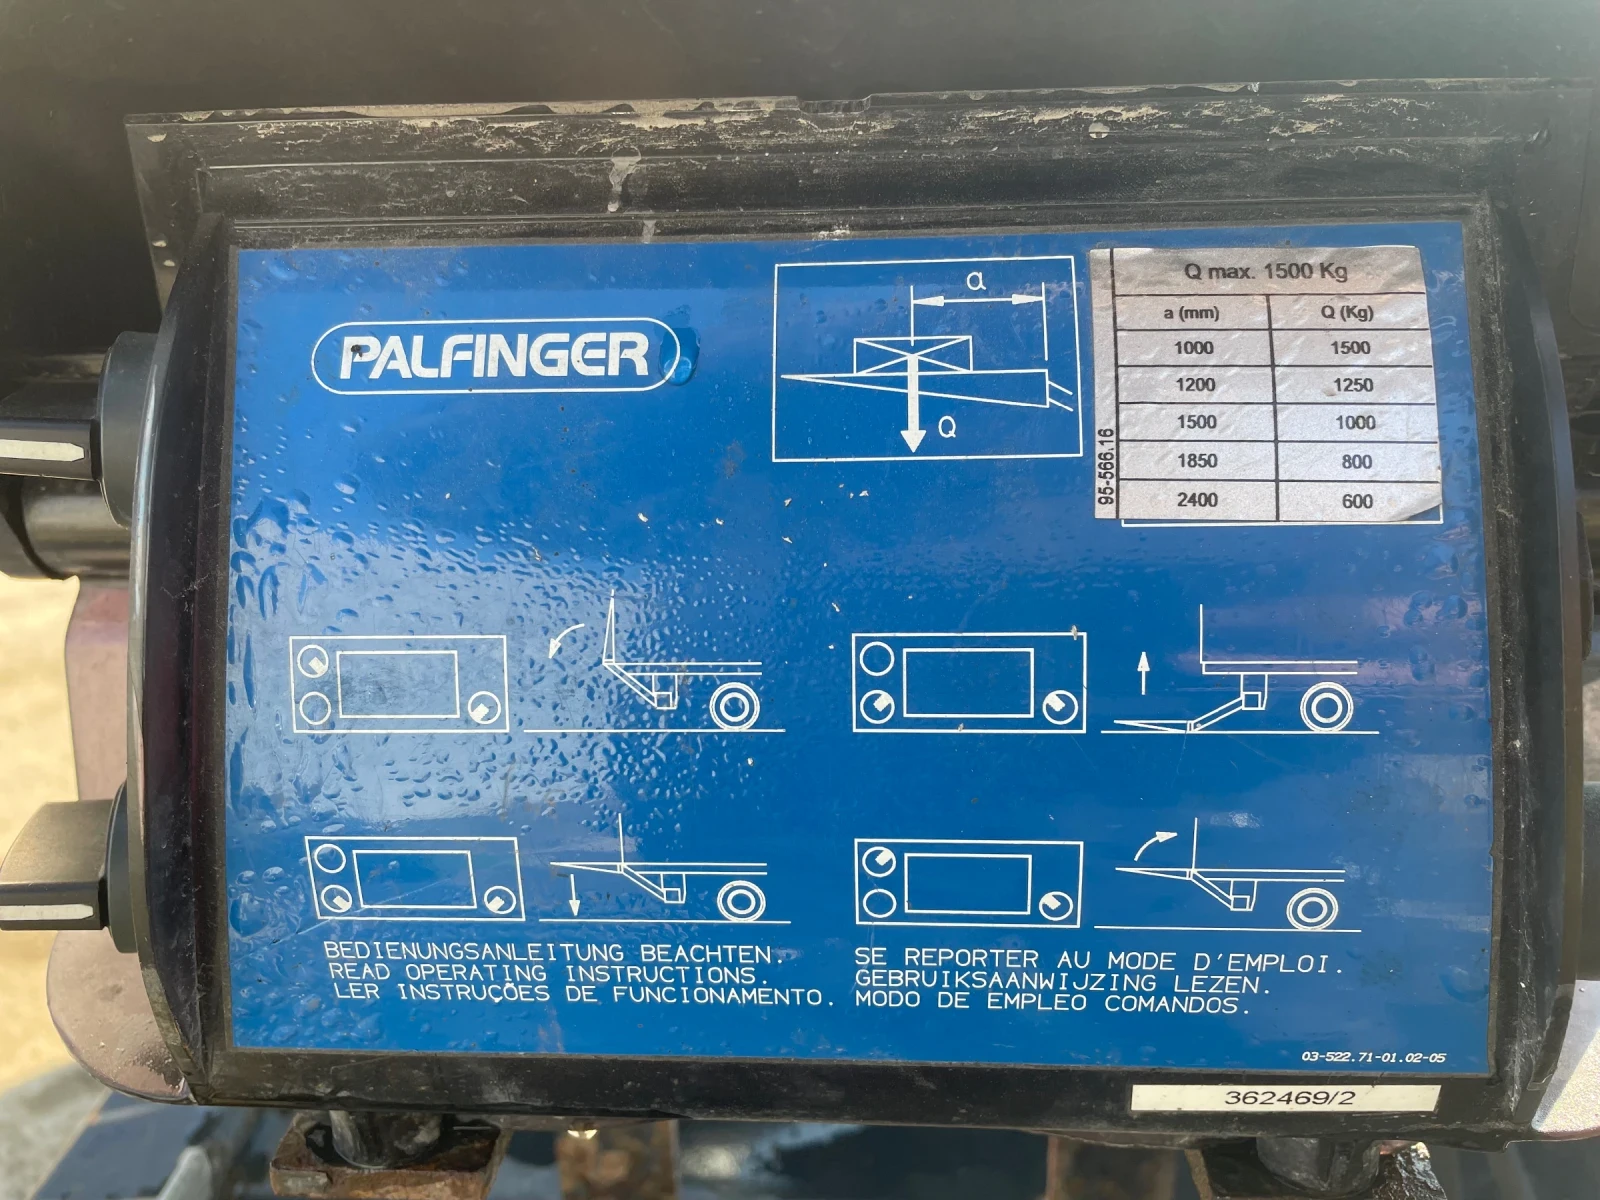 PALFINGER
a
Q
Q max. 1500 Kg
a (mm) Q (Kg)
1000 1500
1200 1250
1500 1000
1850 800
2400 600
95-566.16
BEDIENUNGSANLEITUNG BEACHTEN.
READ OPERATING INSTRUCTIONS.
LER INSTRUÇÕES DE FUNCIONAMENTO.
SE REPORTER AU MODE D'EMPLOI.
GEBRUIKSAANWIJZING LEZEN.
MODO DE EMPLEO COMANDOS.
03-522.71-01.02-05
362469/2